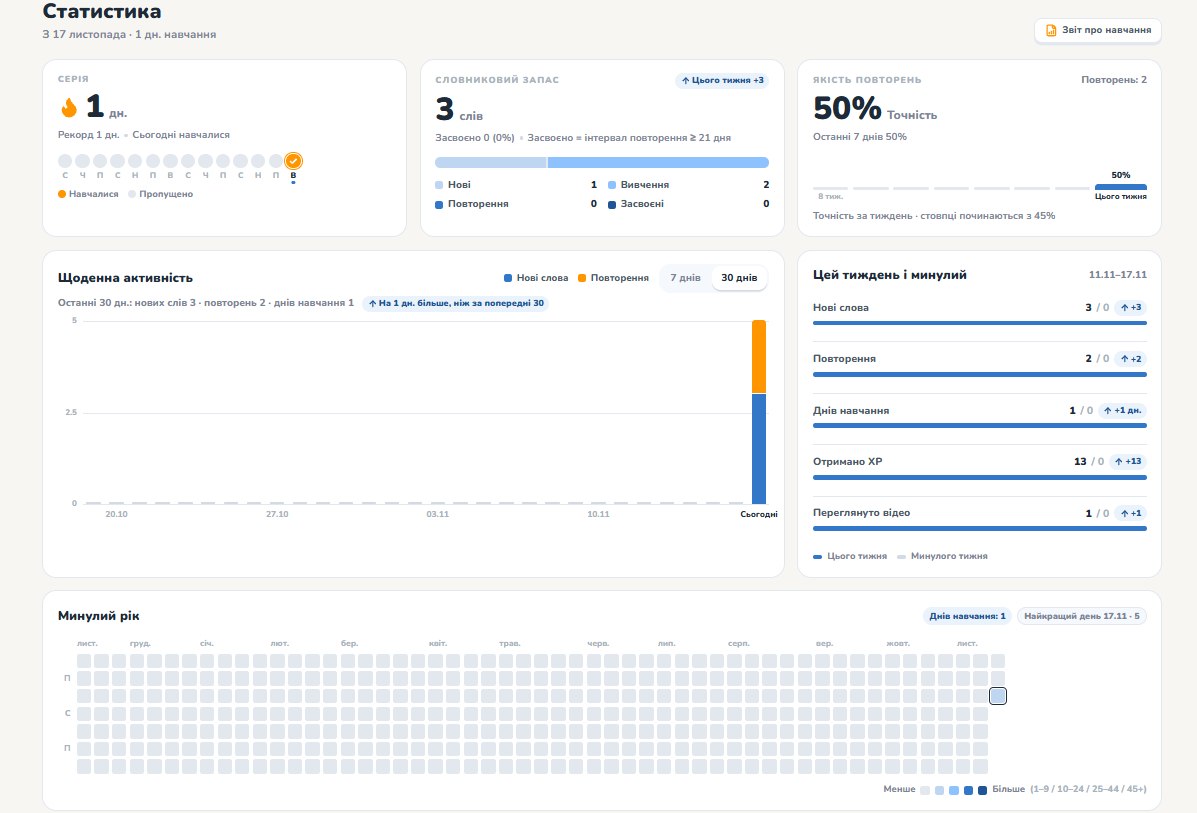 Статистика
З 17 листопада · 1 дн. навчання
Звіт про навчання
СЕРІЯ
1 дн.
Рекорд 1 дн. Сьогодні навчалися
С Ч П С Н П В С Ч П С Н П В
Навчалися Пропущено
СЛОВНИКОВИЙ ЗАПАС
↑ Цього тижня +3
3 слів
Засвоєно 0 (0%) Засвоєно = інтервал повторення ≥ 21 дня
Нові 1 Вивчення 2
Повторення 0 Засвоєні 0
ЯКІСТЬ ПОВТОРЕНЬ Повторень: 2
50% Точність
Останні 7 днів 50%
50%
8 тиж. Цього тижня
Точність за тиждень · стовпці починаються з 45%
Щоденна активність
Нові слова Повторення 7 днів 30 днів
Останні 30 дн.: нових слів 3 · повторень 2 · днів навчання 1 ↑ На 1 дн. більше, ніж за попередні 30
5
2.5
0
20.10 27.10 03.11 10.11 Сьогодні
Цей тиждень і минулий 11.11–17.11
Нові слова 3 / 0 ↑ +3
Повторення 2 / 0 ↑ +2
Днів навчання 1 / 0 ↑ +1 дн.
Отримано XP 13 / 0 ↑ +13
Переглянуто відео 1 / 0 ↑ +1
Цього тижня Минулого тижня
Минулий рік
Днів навчання: 1 Найкращий день 17.11 · 5
лист. груд. січ. лют. бер. квіт. трав. черв. лип. серп. вер. жовт. лист.
П
С
П
Менше Більше (1–9 / 10–24 / 25–44 / 45+)